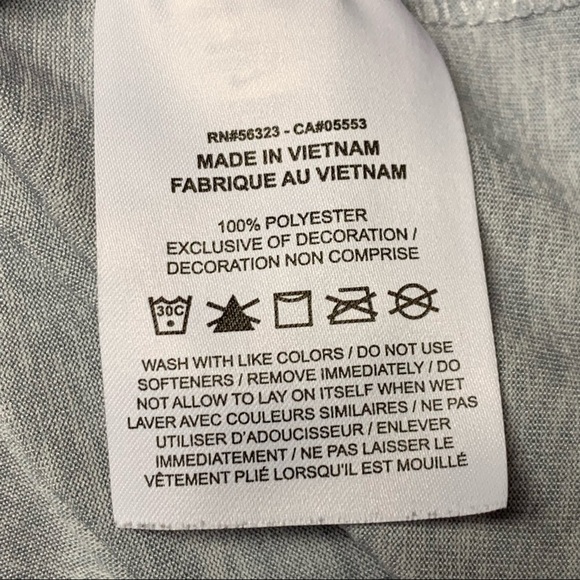 RN#56323 - CA#05553
MADE IN VIETNAM
FABRIQUE AU VIETNAM
100% POLYESTER
EXCLUSIVE OF DECORATION /
DECORATION NON COMPRISE
30C
WASH WITH LIKE COLORS / DO NOT USE
SOFTENERS / REMOVE IMMEDIATELY / DO
NOT ALLOW TO LAY ON ITSELF WHEN WET
LAVER AVEC COULEURS SIMILAIRES / NE PAS
UTILISER D'ADOUCISSEUR / ENLEVER
IMMEDIATEMENT / NE PAS LAISSER LE
VÊTEMENT PLIÉ LORSQU'IL EST MOUILLÉ